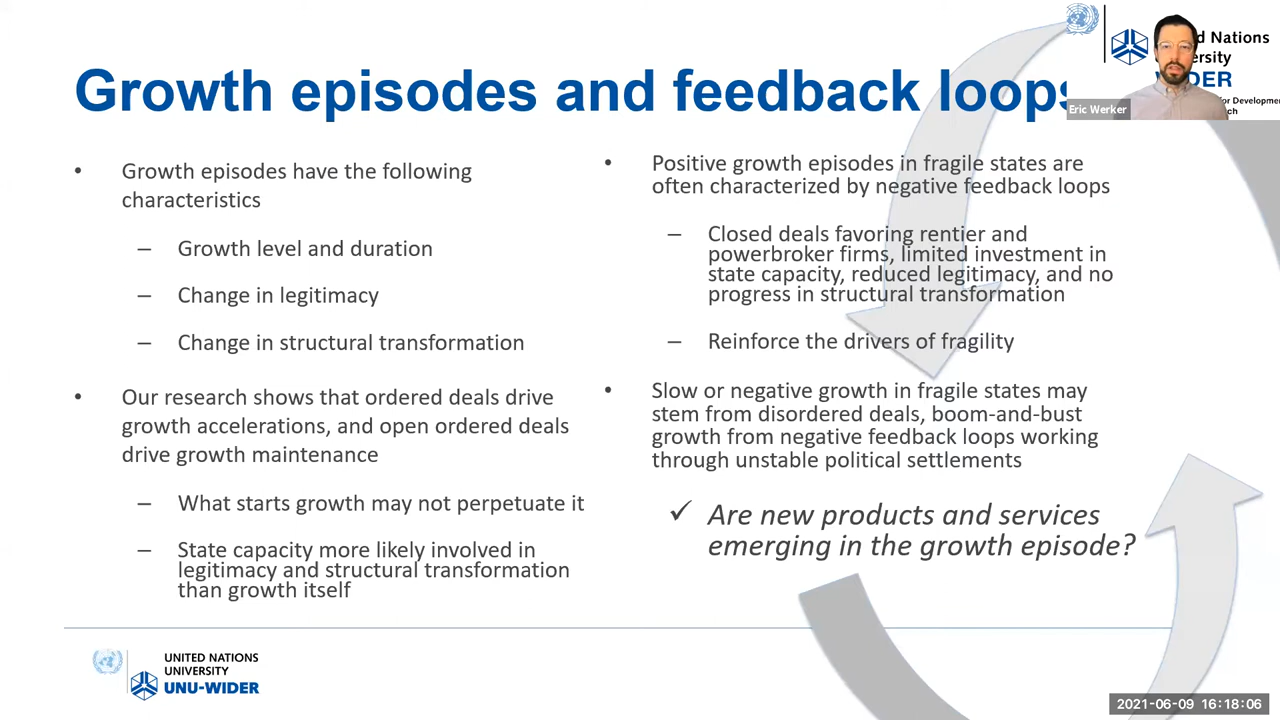 Growth episodes and feedback loops
d Nations
ersity
WIDER
for Developm
ch
Eric Werker
• Growth episodes have the following
characteristics
– Growth level and duration
– Change in legitimacy
– Change in structural transformation
• Our research shows that ordered deals drive
growth accelerations, and open ordered deals
drive growth maintenance
– What starts growth may not perpetuate it
– State capacity more likely involved in
legitimacy and structural transformation
than growth itself
• Positive growth episodes in fragile states are
often characterized by negative feedback loops
– Closed deals favoring rentier and
powerbroker firms, limited investment in
state capacity, reduced legitimacy, and no
progress in structural transformation
– Reinforce the drivers of fragility
• Slow or negative growth in fragile states may
stem from disordered deals, boom-and-bust
growth from negative feedback loops working
through unstable political settlements
✓ Are new products and services
emerging in the growth episode?
UNITED NATIONS
UNIVERSITY
UNU-WIDER
2021-06-09 16:18:06